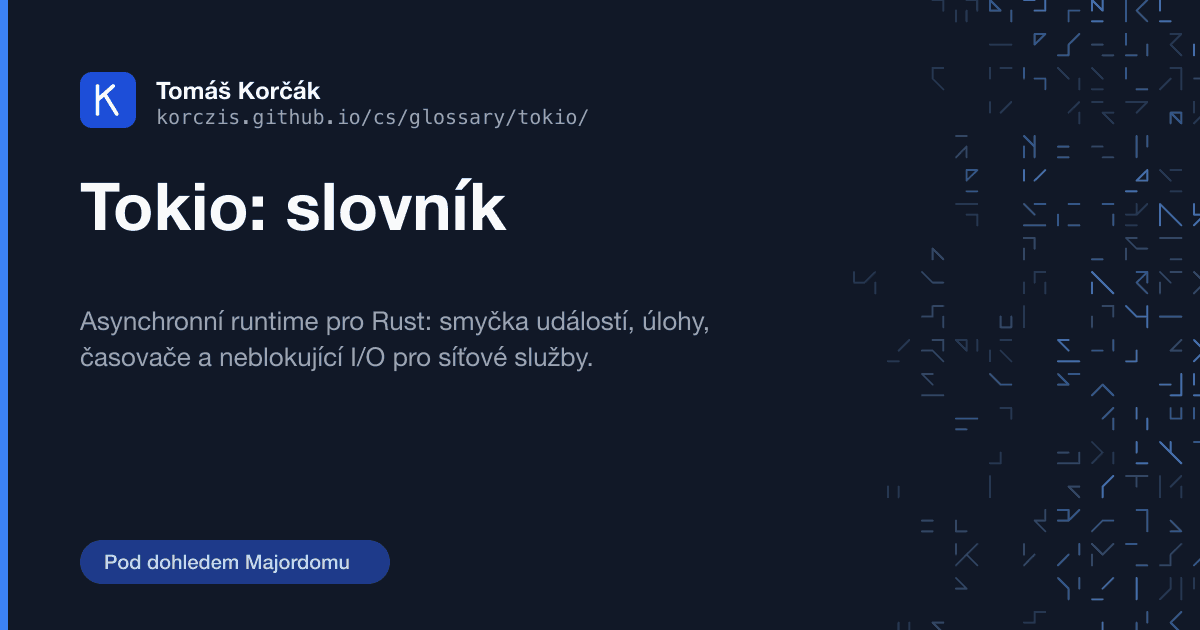 K
Tomáš Korčák
korczis.github.io/cs/glossary/tokio/
Tokio: slovník
Asynchronní runtime pro Rust: smyčka událostí, úlohy,
časovače a neblokující I/O pro síťové služby.
Pod dohledem Majordomu